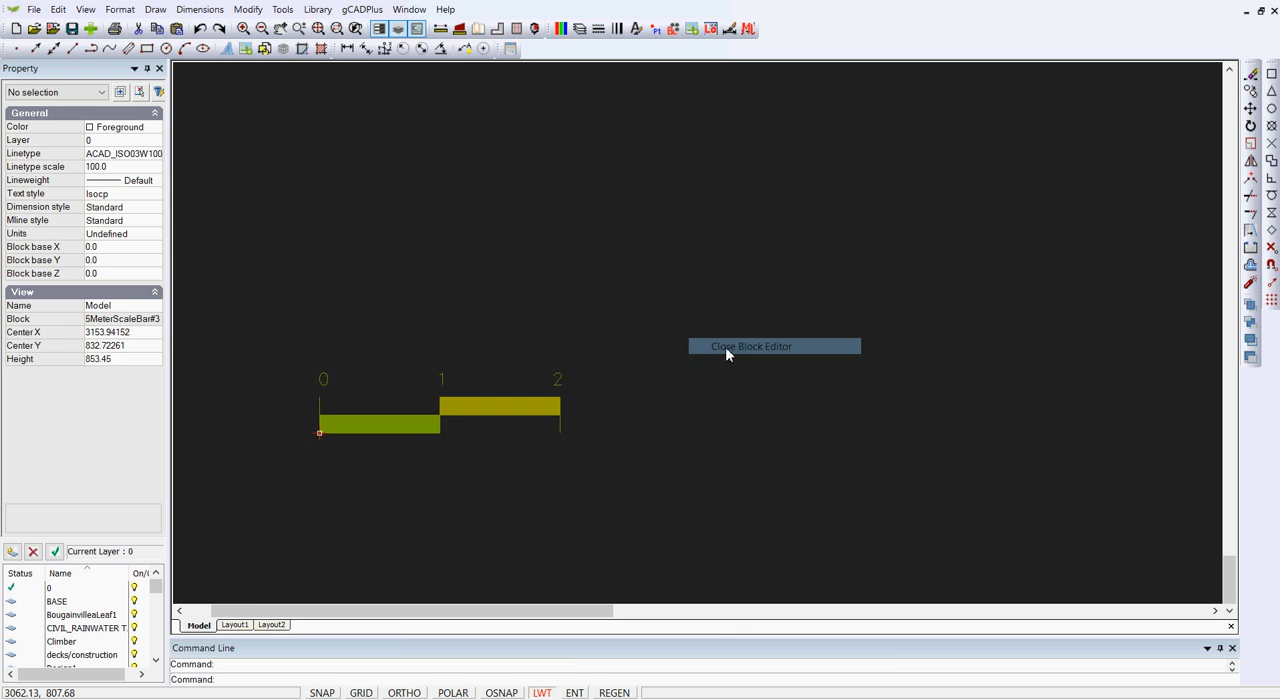 File Edit View Format Draw Dimensions Modify Tools Library gCADPlus Window Help
Property
No selection
General
Color Foreground
Layer 0
Linetype ACAD_ISO03W100
Linetype scale 100.0
Lineweight Default
Text style Isocp
Dimension style Standard
Mline style Standard
Units Undefined
Block base X 0.0
Block base Y 0.0
Block base Z 0.0
View
Name Model
Block 5MeterScaleBar#3
Center X 3153.94152
Center Y 832.72261
Height 853.45
Close Block Editor
0 1 2
Current Layer : 0
Status Name On/(
0
BASE
BougainvilleaLeaf1
CIVIL_RAINWATER T
Climber
decks/construction
Model Layout1 Layout2
Command Line
Command:
Command:
3062.13, 807.68 SNAP GRID ORTHO POLAR OSNAP LWT ENT REGEN